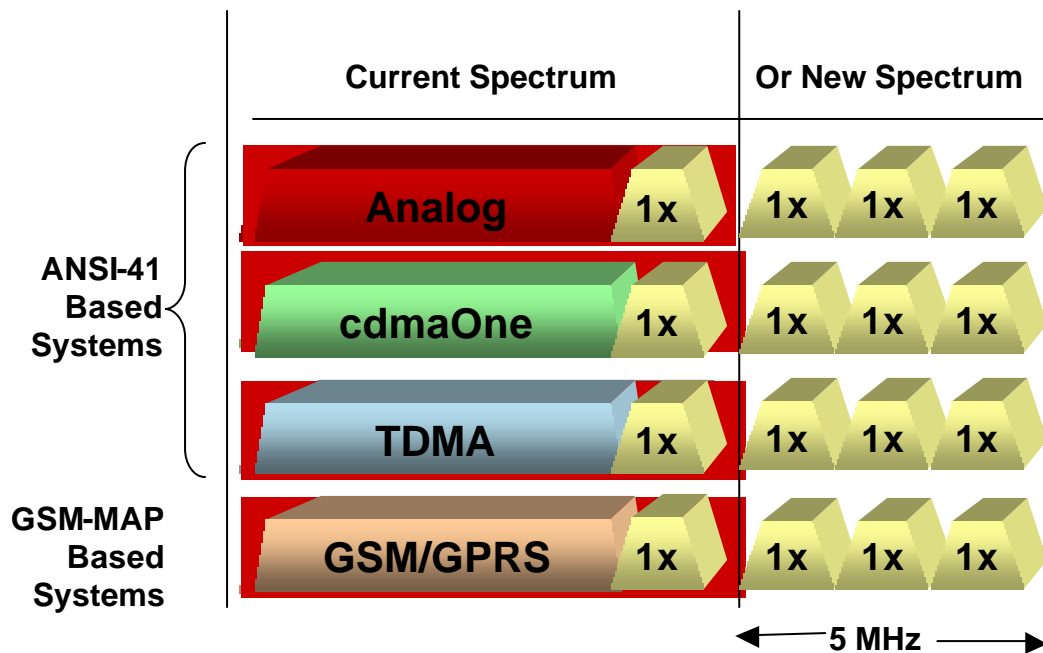 Current Spectrum
Or New Spectrum
ANSI-41
Based
Systems
Analog
1x
1x
1x
1x
cdmaOne
1x
1x
1x
1x
TDMA
1x
1x
1x
1x
GSM-MAP
Based
Systems
GSM/GPRS
1x
1x
1x
1x
5 MHz